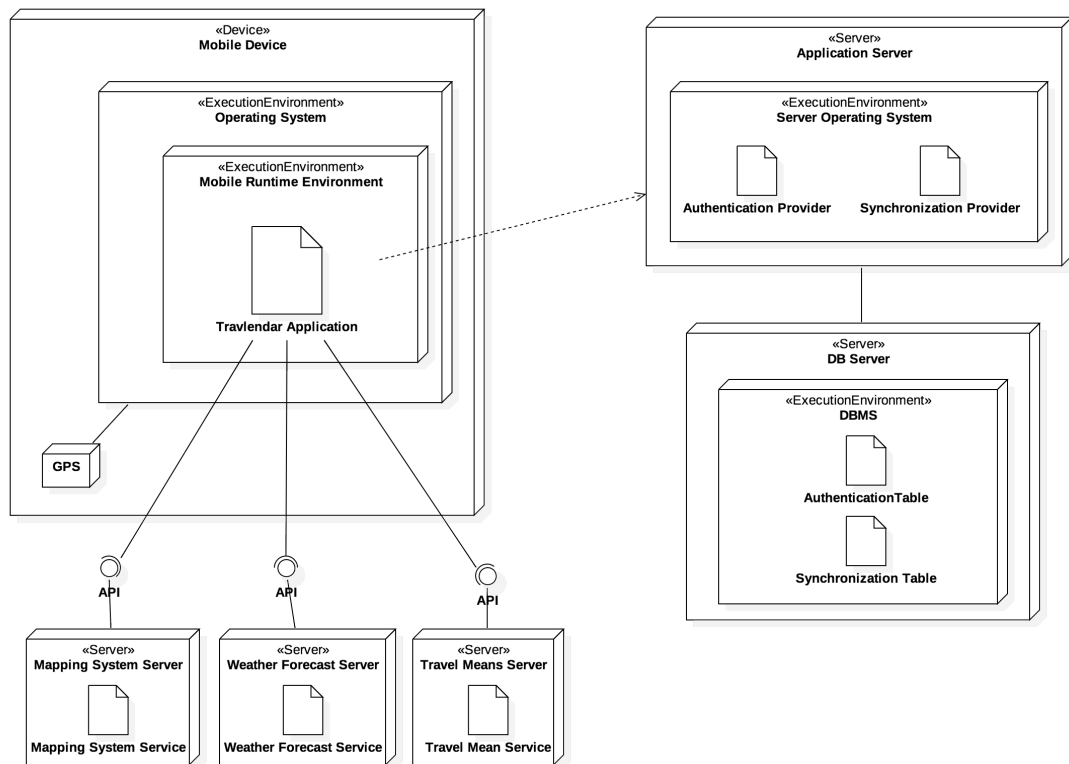 «Device»
Mobile Device
«ExecutionEnvironment»
Operating System
«ExecutionEnvironment»
Mobile Runtime Environment
Travlendar Application
GPS
API
API
API
«Server»
Mapping System Server
Mapping System Service
«Server»
Weather Forecast Server
Weather Forecast Service
«Server»
Travel Means Server
Travel Mean Service
«Server»
Application Server
«ExecutionEnvironment»
Server Operating System
Authentication Provider
Synchronization Provider
«Server»
DB Server
«ExecutionEnvironment»
DBMS
AuthenticationTable
Synchronization Table